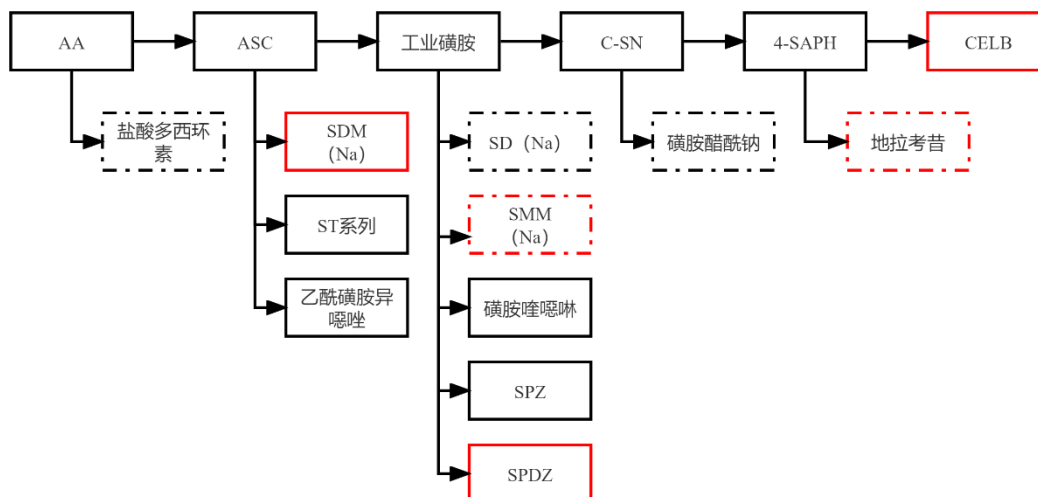 AA
ASC
工业磺胺
C-SN
4-SAPH
CELB
盐酸多西环
素
SDM
（Na）
SD（Na）
磺胺醋酰钠
地拉考昔
ST系列
SMM
（Na）
乙酰磺胺异
噁唑
磺胺喹噁啉
SPZ
SPDZ